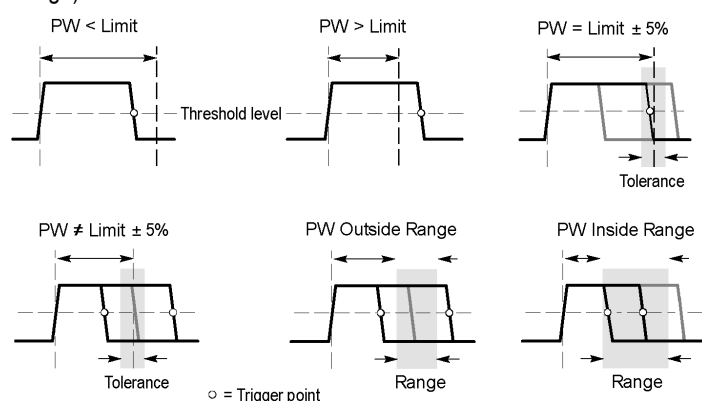 PW < Limit
PW > Limit
PW = Limit ± 5%
Threshold level
Tolerance
PW ≠ Limit ± 5%
PW Outside Range
PW Inside Range
Tolerance
Range
Range
○ = Trigger point